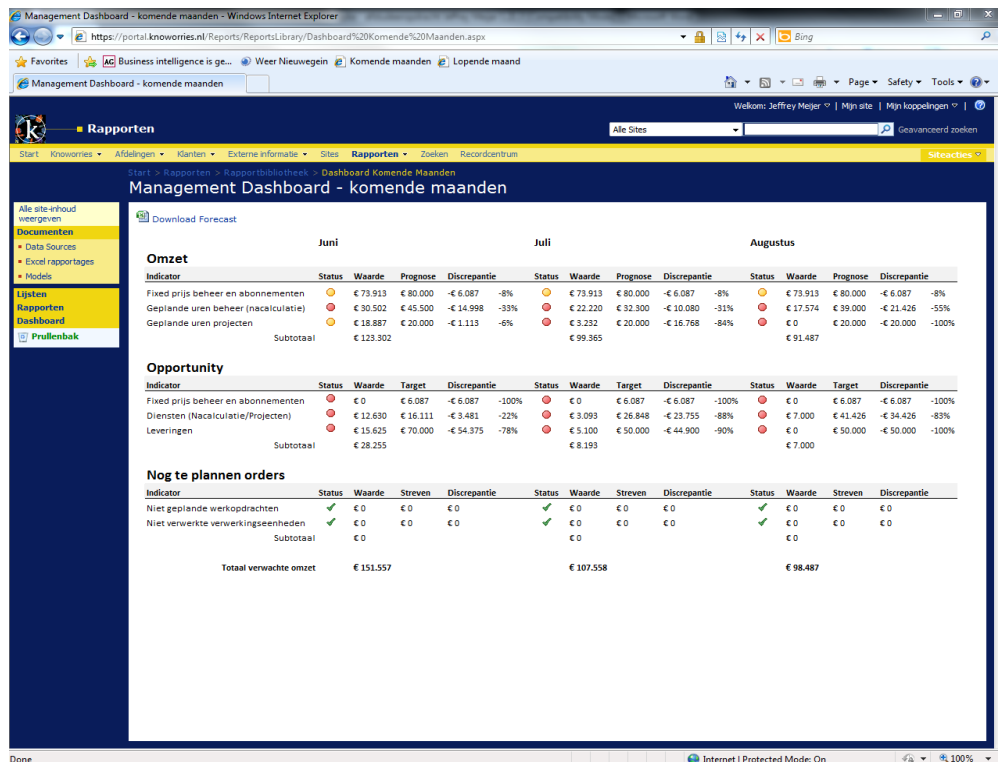 Management Dashboard - komende maanden - Windows Internet Explorer
https://portal.knoworries.nl/Reports/ReportsLibrary/Dashboard%20Komende%20Maanden.aspx
Bing
Favorites AG Business intelligence is ge... Weer Nieuwegein Komende maanden Lopende maand
Management Dashboard - komende maanden
Page Safety Tools
Welkom: Jeffrey Meijer | Mijn site | Mijn koppelingen |
k Rapporten
Alle Sites Geavanceerd zoeken
Start Knoworries Afdelingen Klanten Externe informatie Sites Rapporten Zoeken Recordcentrum Siteacties
Start > Rapporten > Rapportbibliotheek > Dashboard Komende Maanden
Management Dashboard - komende maanden
Alle site-inhoud
weergeven
Documenten
Data Sources
Excel rapportages
Models
Lijsten
Rapporten
Dashboard
Prullenbak
Download Forecast
Juni Juli Augustus
Omzet
Indicator Status Waarde Prognose Discrepantie Status Waarde Prognose Discrepantie Status Waarde Prognose Discrepantie
Fixed prijs beheer en abonnementen € 73.913 € 80.000 -€ 6.087 -8% € 73.913 € 80.000 -€ 6.087 -8% € 73.913 € 80.000 -€ 6.087 -8%
Geplande uren beheer (nacalculatie) € 30.502 € 45.500 -€ 14.998 -33% € 22.220 € 32.300 -€ 10.080 -31% € 17.574 € 39.000 -€ 21.426 -55%
Geplande uren projecten € 18.887 € 20.000 -€ 1.113 -6% € 3.232 € 20.000 -€ 16.768 -84% € 0 € 20.000 -€ 20.000 -100%
Subtotaal € 123.302 € 99.365 € 91.487
Opportunity
Indicator Status Waarde Target Discrepantie Status Waarde Target Discrepantie Status Waarde Target Discrepantie
Fixed prijs beheer en abonnementen € 0 € 6.087 -€ 6.087 -100% € 0 € 6.087 -€ 6.087 -100% € 0 € 6.087 -€ 6.087 -100%
Diensten (Nacalculatie/Projecten) € 12.630 € 16.111 -€ 3.481 -22% € 3.093 € 26.848 -€ 23.755 -88% € 7.000 € 41.426 -€ 34.426 -83%
Leveringen € 15.625 € 70.000 -€ 54.375 -78% € 5.100 € 50.000 -€ 44.900 -90% € 0 € 50.000 -€ 50.000 -100%
Subtotaal € 28.255 € 8.193 € 7.000
Nog te plannen orders
Indicator Status Waarde Streven Discrepantie Status Waarde Streven Discrepantie Status Waarde Streven Discrepantie
Niet geplande werkopdrachten € 0 € 0 € 0 € 0 € 0 € 0 € 0 € 0 € 0
Niet verwerkte verwerkingseenheden € 0 € 0 € 0 € 0 € 0 € 0 € 0 € 0 € 0
Subtotaal € 0 € 0 € 0
Totaal verwachte omzet € 151.557 € 107.558 € 98.487
Done Internet | Protected Mode: On 100%